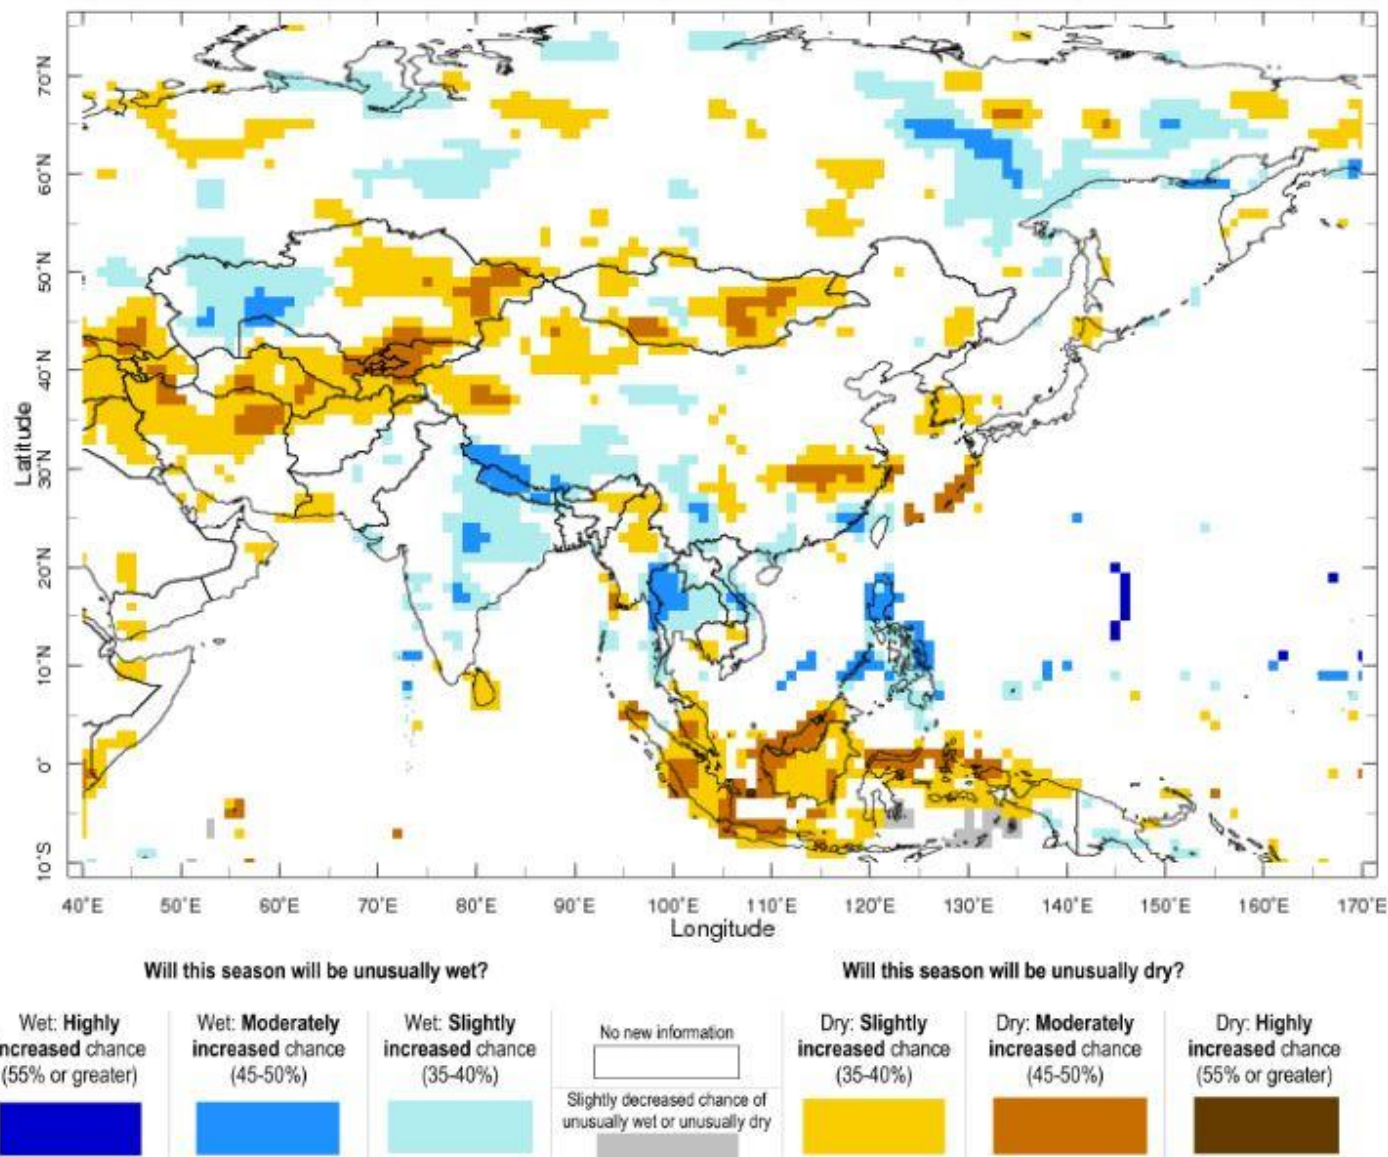 70°N
60°N
50°N
40°N
30°N
20°N
10°N
0°
10°S
Latitude
40°E 50°E 60°E 70°E 80°E 90°E 100°E 110°E 120°E 130°E 140°E 150°E 160°E 170°E
Longitude
Will this season will be unusually wet?
Will this season will be unusually dry?
Wet: Highly
ncreased chance
(55% or greater)
Wet: Moderately
increased chance
(45-50%)
Wet: Slightly
increased chance
(35-40%)
No new information
Slightly decreased chance of
unusually wet or unusually dry
Dry: Slightly
increased chance
(35-40%)
Dry: Moderately
increased chance
(45-50%)
Dry: Highly
increased chance
(55% or greater)